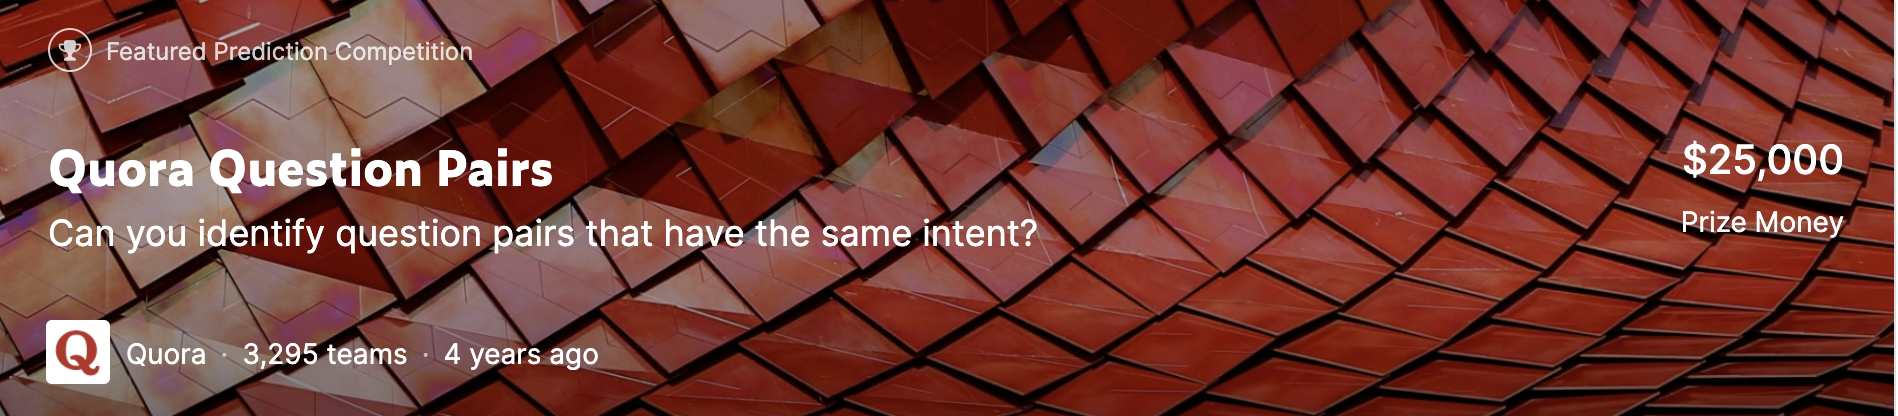 Featured Prediction Competition
Quora Question Pairs
Can you identify question pairs that have the same intent?
$25,000
Prize Money
Q
Quora · 3,295 teams · 4 years ago